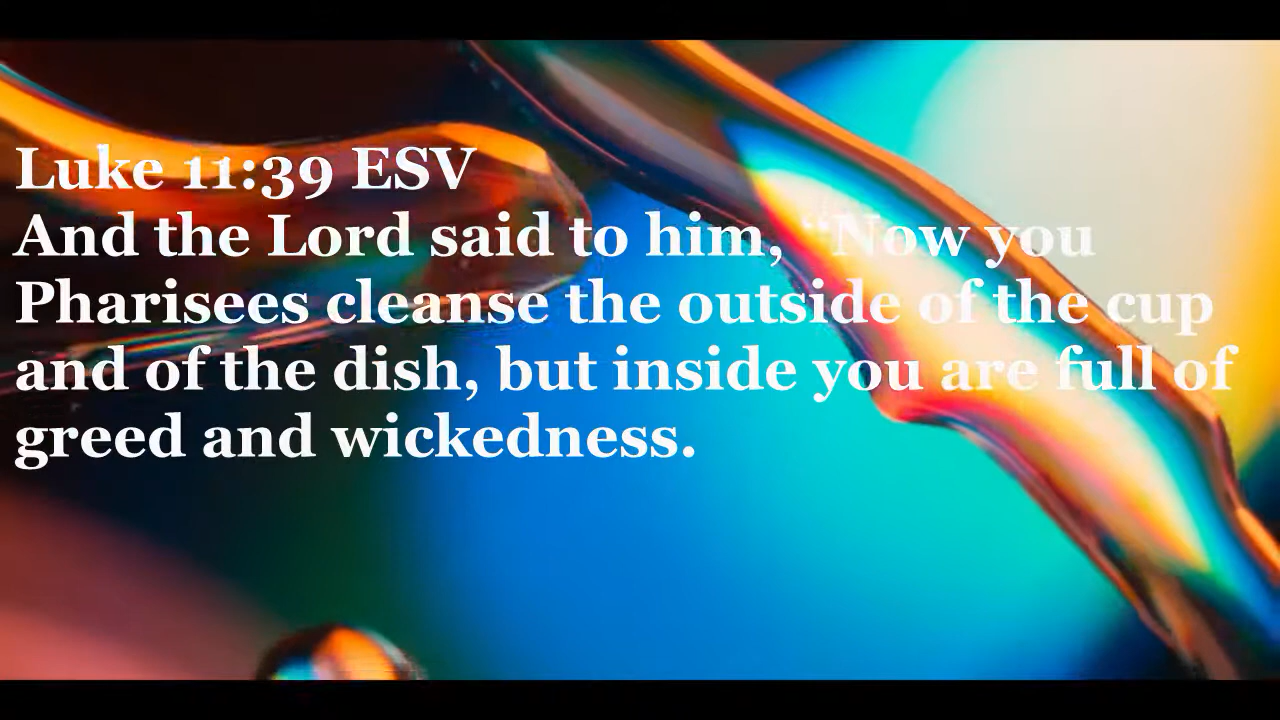 Luke 11:39 ESV
And the Lord said to him, “Now you
Pharisees cleanse the outside of the cup
and of the dish, but inside you are full of
greed and wickedness.